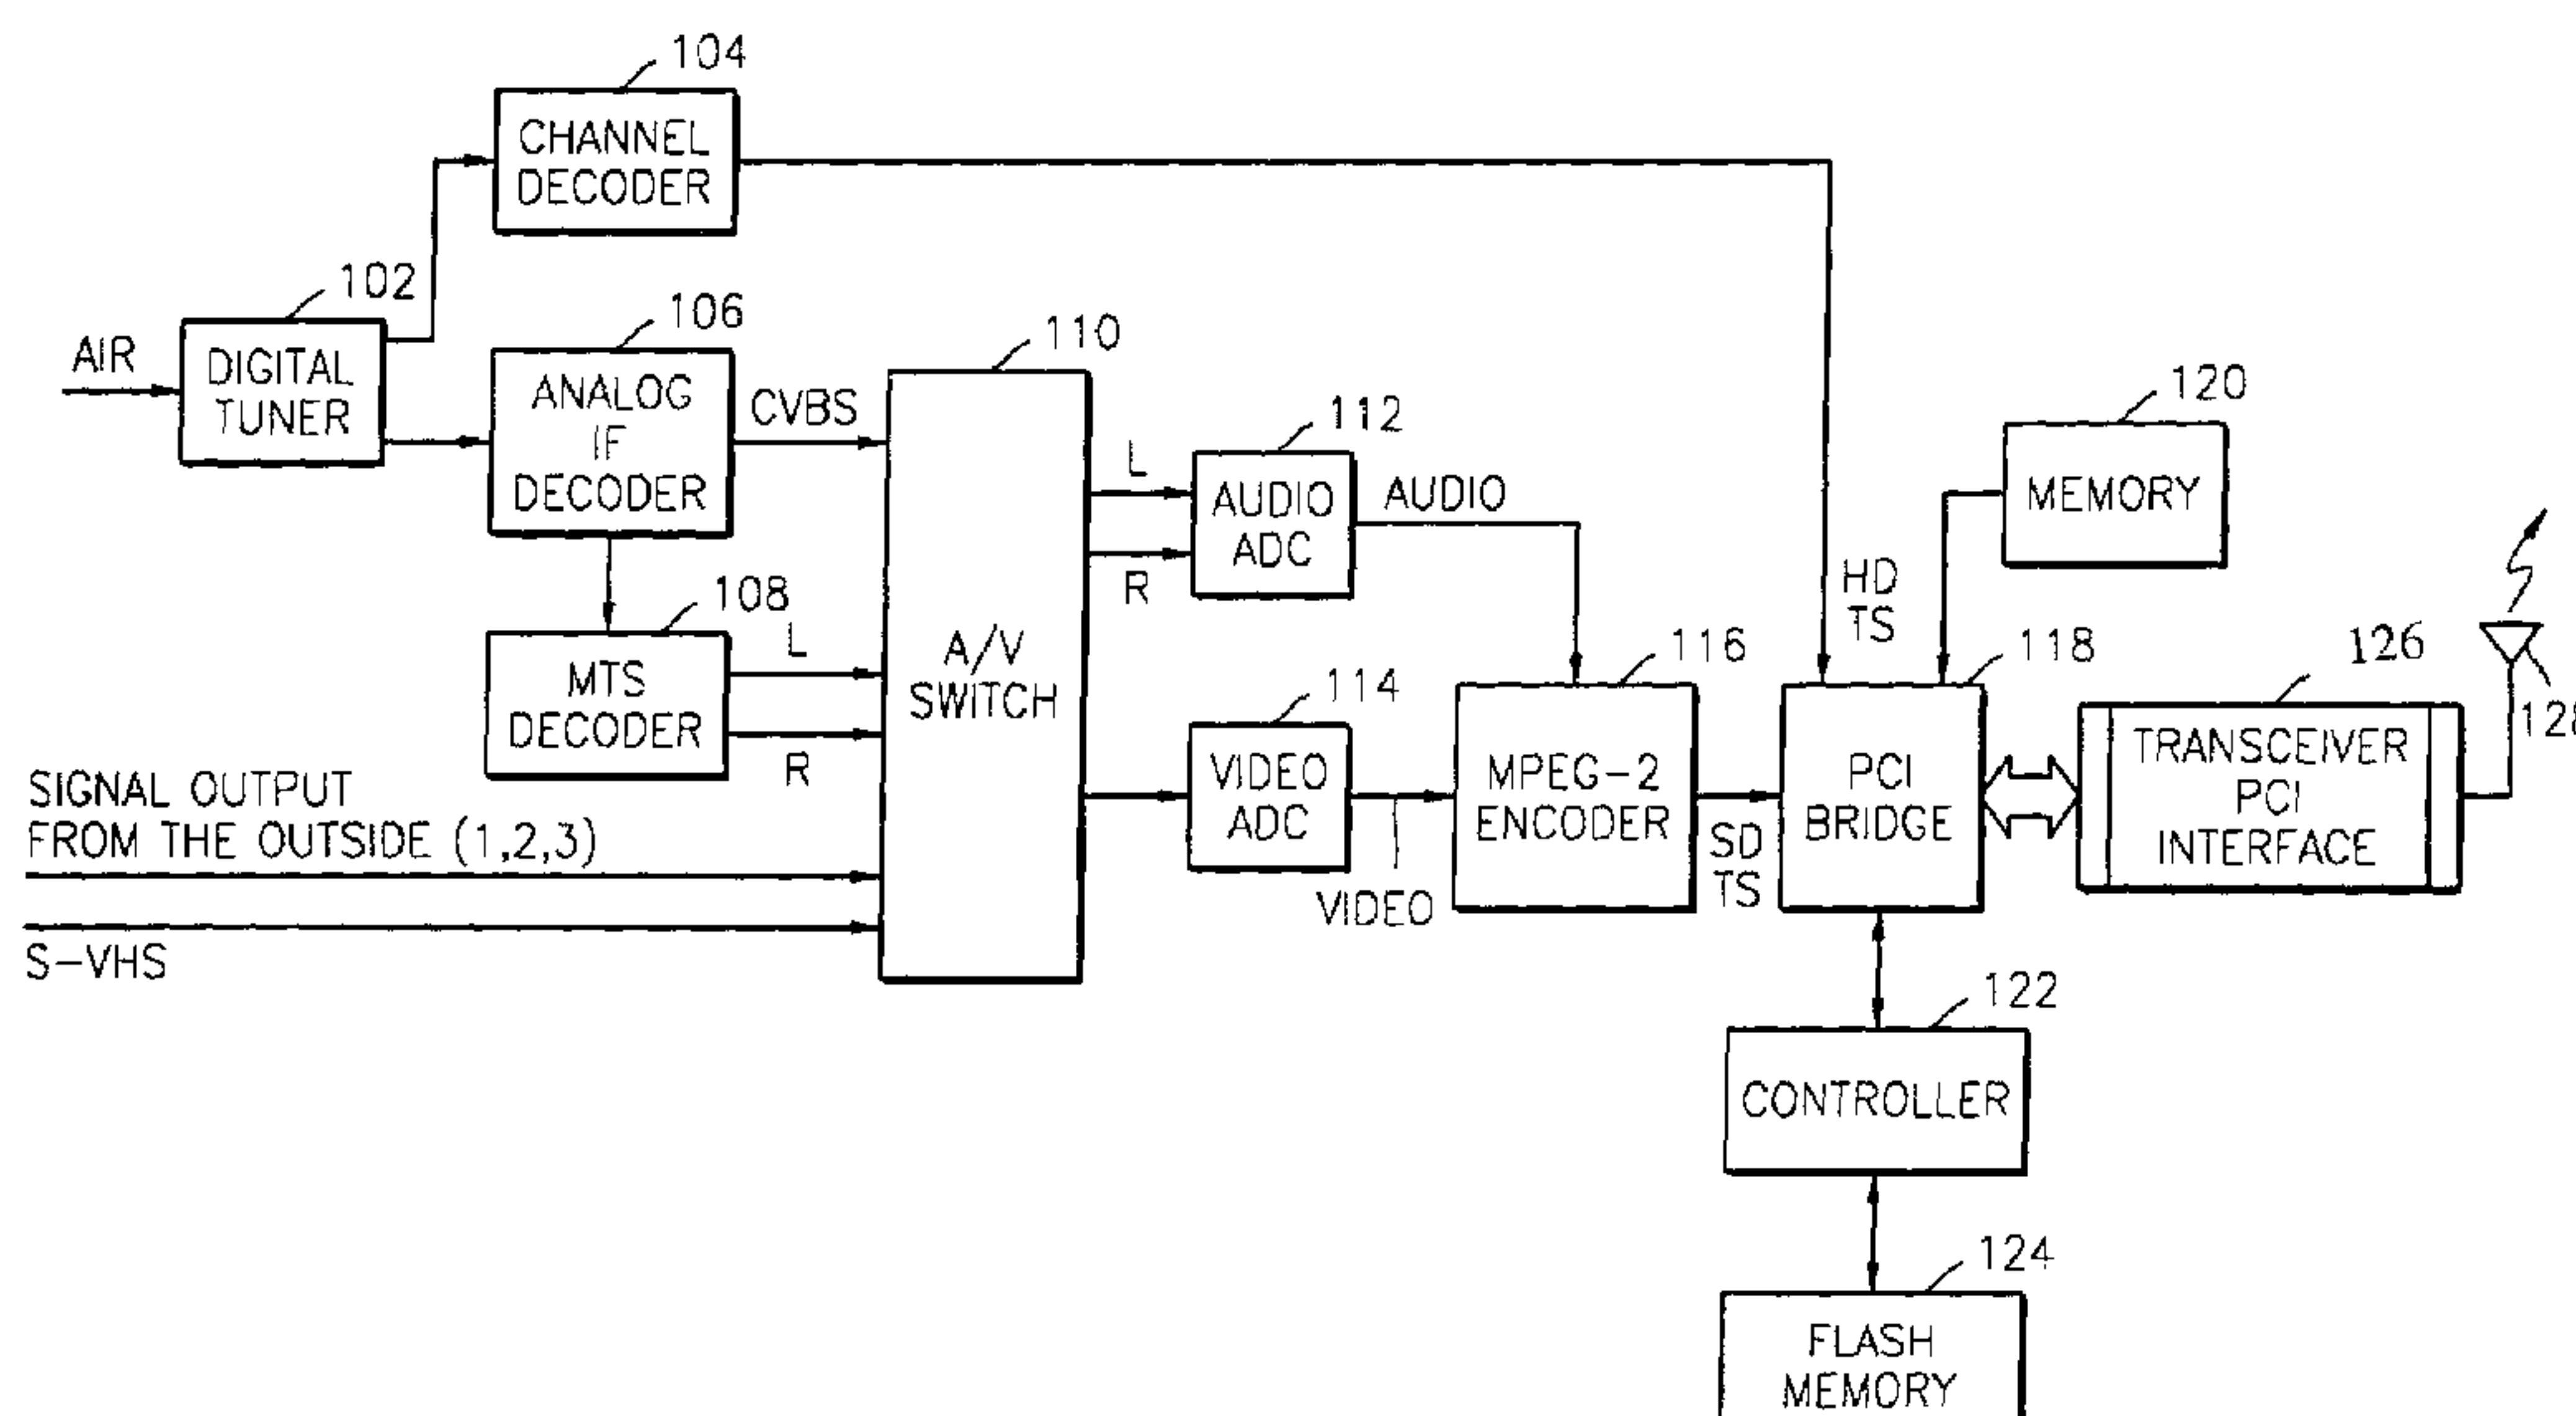 104
CHANNEL
DECODER
102
AIR
DIGITAL
TUNER
106
ANALOG
IF
DECODER
CVBS
110
A/V
SWITCH
108
MTS
DECODER
L
R
SIGNAL OUTPUT
FROM THE OUTSIDE (1,2,3)
S-VHS
L
R
112
AUDIO
ADC
AUDIO
114
VIDEO
ADC
VIDEO
116
MPEG-2
ENCODER
SD
TS
HD
TS
118
PCI
BRIDGE
120
MEMORY
126
TRANSCEIVER
PCI
INTERFACE
122
CONTROLLER
124
FLASH
MEMORY